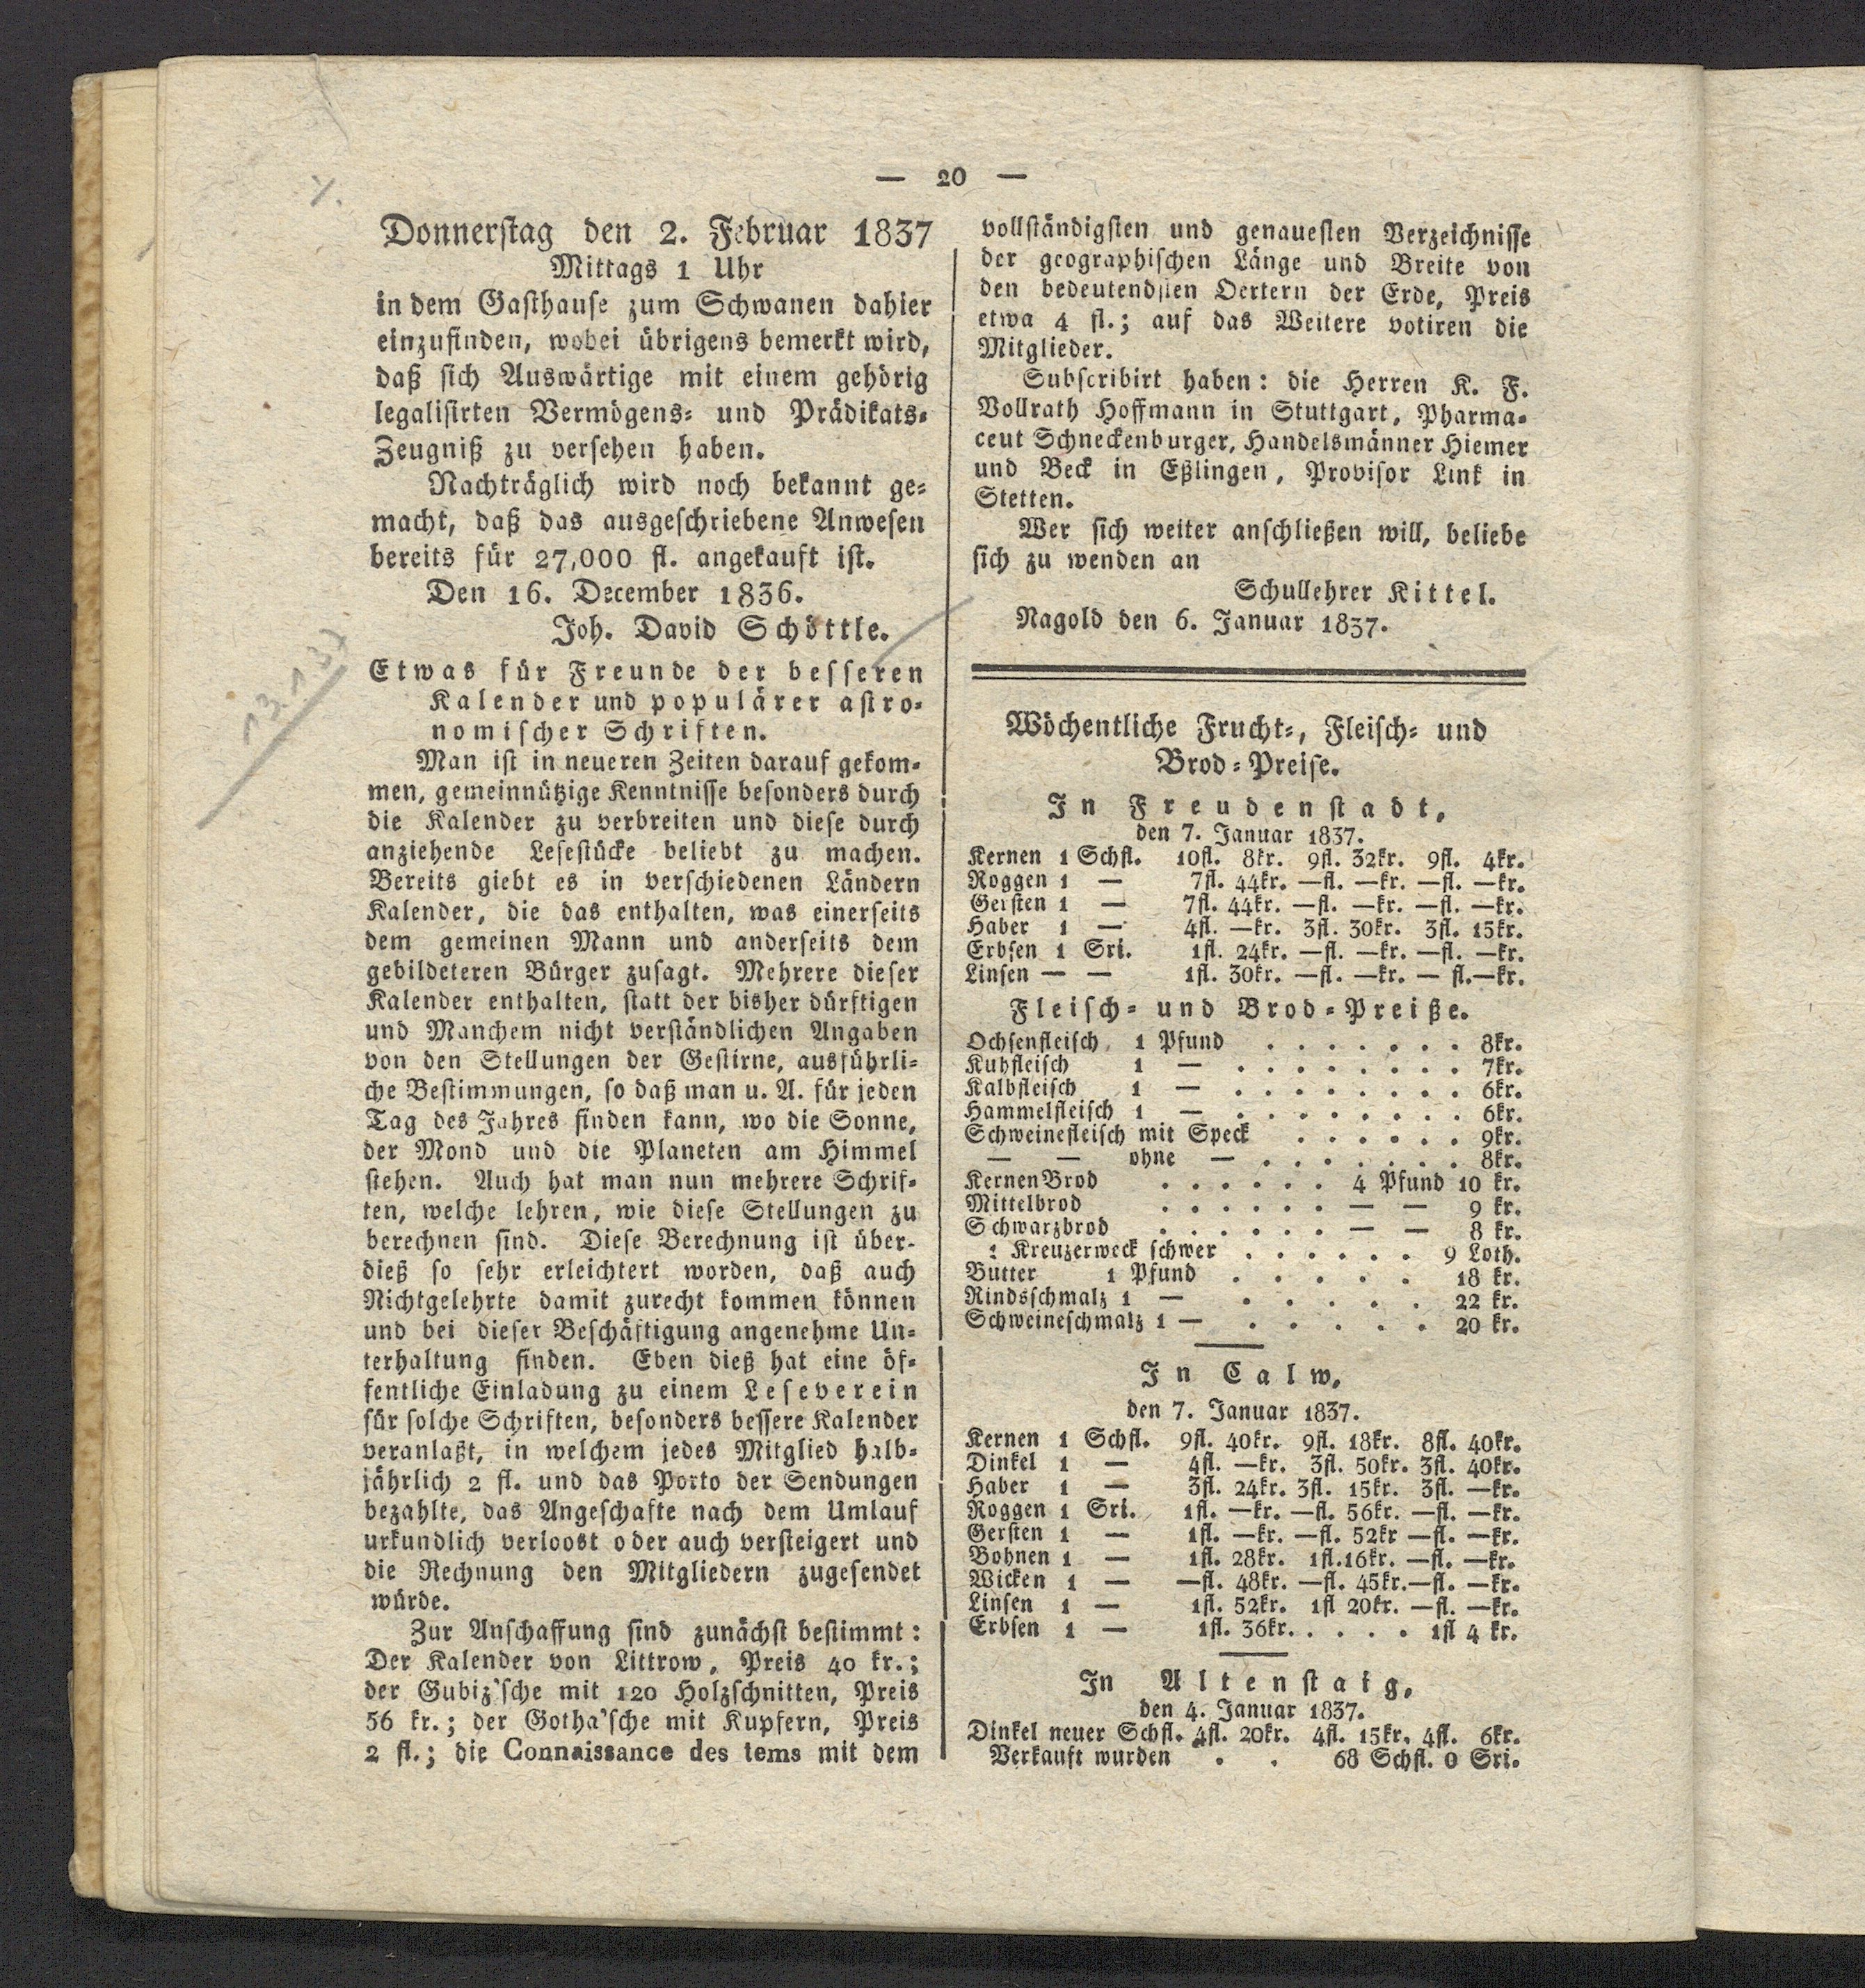 — 20 —
Donnerstag den 2. Februar 1837
Mittags 1 Uhr
in dem Gasthause zum Schwanen dahier
einzufinden, wobei übrigens bemerkt wird,
daß sich Auswärtige mit einem gehörig
legalisirten Vermögens- und Prädikats-
Zeugniß zu versehen haben.
Nachträglich wird noch bekannt ge-
macht, daß das ausgeschriebene Anwesen
bereits für 27,000 fl. angekauft ist.
Den 16. December 1836.
Joh. David Schöttle.
13.1.37
Etwas für Freunde der besseren
Kalender und populärer astro-
nomischer Schriften.
Man ist in neueren Zeiten darauf gekom-
men, gemeinnützige Kenntnisse besonders durch
die Kalender zu verbreiten und diese durch
anziehende Lesestücke beliebt zu machen.
Bereits giebt es in verschiedenen Ländern
Kalender, die das enthalten, was einerseits
dem gemeinen Mann und anderseits dem
gebildeteren Bürger zusagt. Mehrere dieser
Kalender enthalten, statt der bisher dürftigen
und Manchem nicht verständlichen Angaben
von den Stellungen der Gestirne, ausführli-
che Bestimmungen, so daß man u. A. für jeden
Tag des Jahres finden kann, wo die Sonne,
der Mond und die Planeten am Himmel
stehen. Auch hat man nun mehrere Schrif-
ten, welche lehren, wie diese Stellungen zu
berechnen sind. Diese Berechnung ist über-
dieß so sehr erleichtert worden, daß auch
Nichtgelehrte damit zurecht kommen können
und bei dieser Beschäftigung angenehme Un-
terhaltung finden. Eben dieß hat eine öf-
fentliche Einladung zu einem Leseverein
für solche Schriften, besonders bessere Kalender
veranlaßt, in welchem jedes Mitglied halb-
jährlich 2 fl. und das Porto der Sendungen
bezahlte, das Angeschafte nach dem Umlauf
urkundlich verloost oder auch versteigert und
die Rechnung den Mitgliedern zugesendet
würde.
Zur Anschaffung sind zunächst bestimmt:
Der Kalender von Littrow, Preis 40 kr.;
der Gubiz'sche mit 120 Holzschnitten, Preis
56 kr.; der Gotha'sche mit Kupfern, Preis
2 fl.; die Connaissance des tems mit dem
vollständigsten und genauesten Verzeichnisse
der geographischen Länge und Breite von
den bedeutendsten Oertern der Erde, Preis
etwa 4 fl.; auf das Weitere votiren die
Mitglieder.
Subscribirt haben: die Herren K. F.
Vollrath Hoffmann in Stuttgart, Pharma-
ceut Schneckenburger, Handelsmänner Hiemer
und Beck in Eßlingen, Provisor Link in
Stetten.
Wer sich weiter anschließen will, beliebe
sich zu wenden an
Schullehrer Kittel.
Nagold den 6. Januar 1837.
Wöchentliche Frucht-, Fleisch- und
Brod-Preise.
In Freudenstadt,
den 7. Januar 1837.
Kernen 1 Schfl. 10fl. 8kr. 9fl. 32kr. 9fl. 4kr.
Roggen 1 — 7fl. 44kr. —fl. —kr. —fl. —kr.
Gersten 1 — 7fl. 44kr. —fl. —kr. —fl. —kr.
Haber 1 — 4fl. —kr. 3fl. 30kr. 3fl. 15kr.
Erbsen 1 Sri. 1fl. 24kr. —fl. —kr. —fl. —kr.
Linsen — — 1fl. 30kr. —fl. —kr. — fl.—kr.
Fleisch- und Brod-Preiße.
Ochsenfleisch 1 Pfund . . . . . . . 8kr.
Kuhfleisch 1 — . . . . . . . . 7kr.
Kalbfleisch 1 — . . . . . . . . 6kr.
Hammelfleisch 1 — . . . . . . . . 6kr.
Schweinefleisch mit Speck . . . . . . 9kr.
— — ohne — . . . . . . . 8kr.
KernenBrod . . . . . . 4 Pfund 10 kr.
Mittelbrod . . . . . . — — 9 kr.
Schwarzbrod . . . . . . — — 8 kr.
1 Kreuzerweck schwer . . . . . . 9 Loth.
Butter 1 Pfund . . . . . 18 kr.
Rindsschmalz 1 — . . . . . 22 kr.
Schweineschmalz 1 — . . . . . 20 kr.
In Calw,
den 7. Januar 1837.
Kernen 1 Schfl. 9fl. 40kr. 9fl. 18kr. 8fl. 40kr.
Dinkel 1 — 4fl. —kr. 3fl. 50kr. 3fl. 40kr.
Haber 1 — 3fl. 24kr. 3fl. 15kr. 3fl. —kr.
Roggen 1 Sri. 1fl. —kr. —fl. 56kr. —fl. —kr.
Gersten 1 — 1fl. —kr. —fl. 52kr —fl. —kr.
Bohnen 1 — 1fl. 28kr. 1fl.16kr. —fl. —kr.
Wicken 1 — —fl. 48kr. —fl. 45kr.—fl. —kr.
Linsen 1 — 1fl. 52kr. 1fl 20kr. —fl. —kr.
Erbsen 1 — 1fl. 36kr. . . . . 1fl 4 kr.
In Altenstaig,
den 4. Januar 1837.
Dinkel neuer Schfl. 4fl. 20kr. 4fl. 15kr. 4fl. 6kr.
Verkauft wurden . . 68 Schfl. 0 Sri.